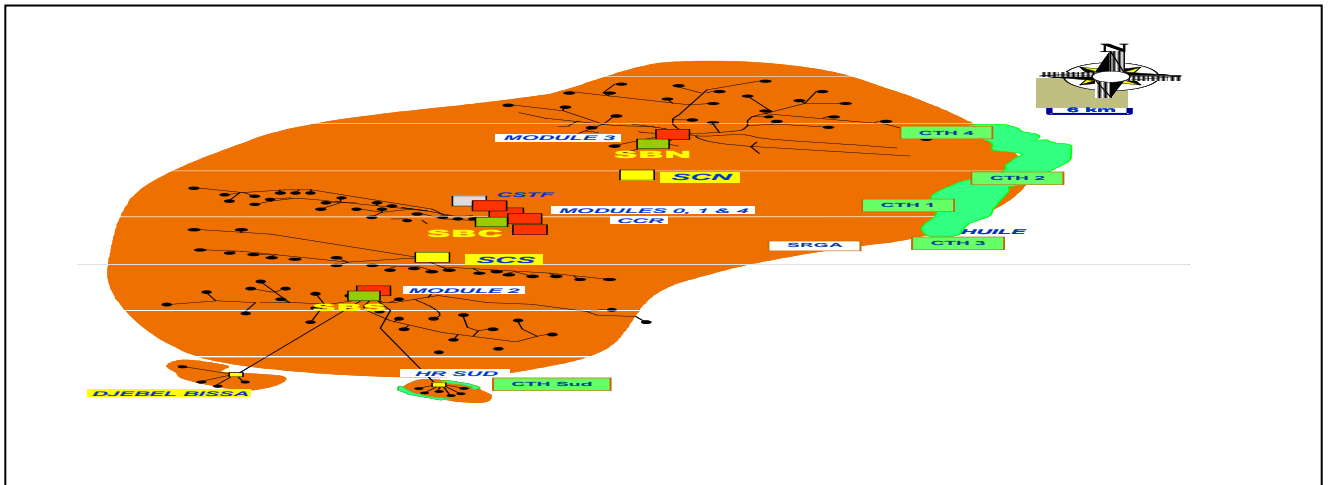 N
6 km
CTH 4
MODULE 3
SBN
SCN
CTH 2
CSTF
MODULES 0, 1 & 4
CTH 1
CCR
SBC
HUILE
SRGA
CTH 3
SCS
MODULE 2
SBS
HR SUD
CTH Sud
DJEBEL BISSA